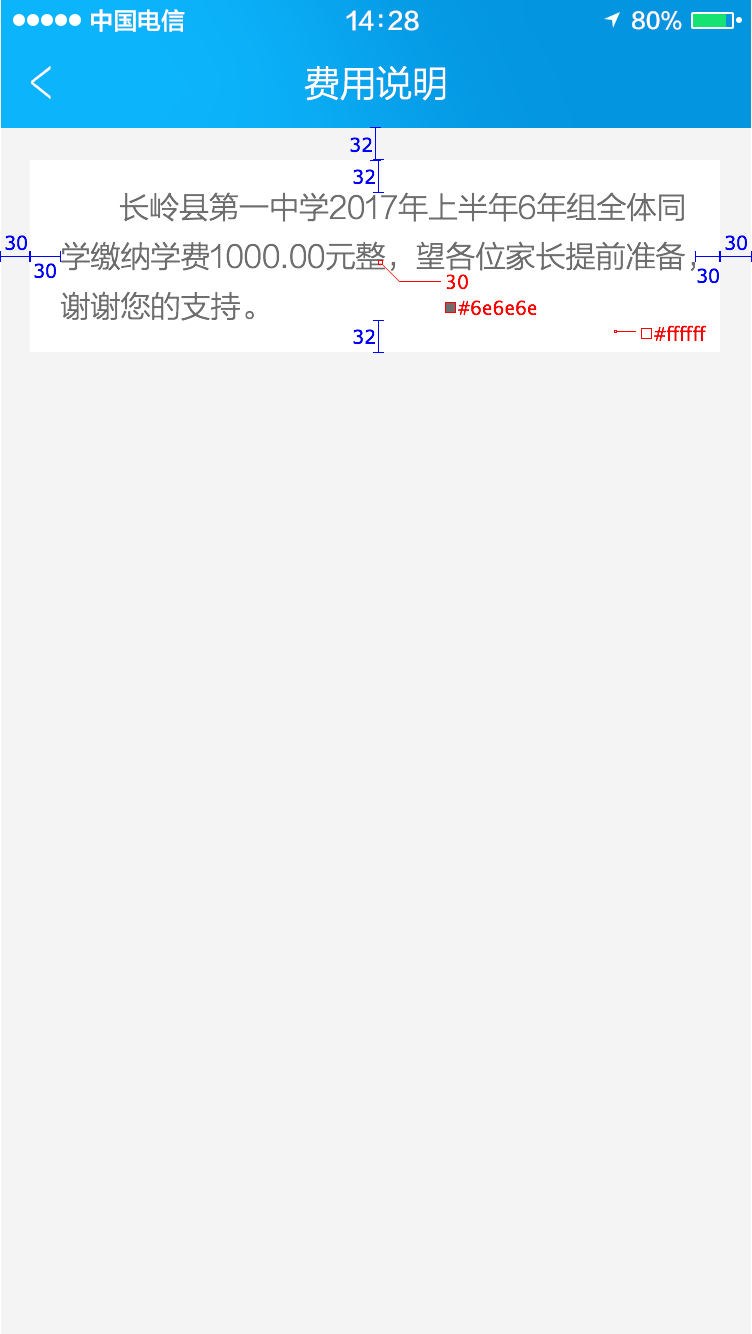 中国电信 14:28 80%
费用说明
32
32
长岭县第一中学2017年上半年6年组全体同
30 学缴纳学费1000.00元整，望各位家长提前准备， 30
30 30
30
谢谢您的支持。 #6e6e6e
32 #ffffff